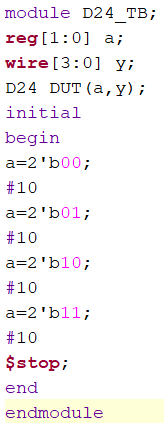 module D24_TB;
reg[1:0] a;
wire[3:0] y;
D24 DUT(a,y);
initial
begin
a=2'b00;
#10
a=2'b01;
#10
a=2'b10;
#10
a=2'b11;
#10
$stop;
end
endmodule